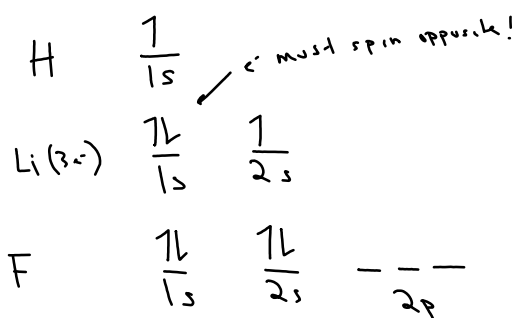 H 1s
e⁻ must spin opposite!
Li (3e⁻) 1s 2s
F 1s 2s 2p